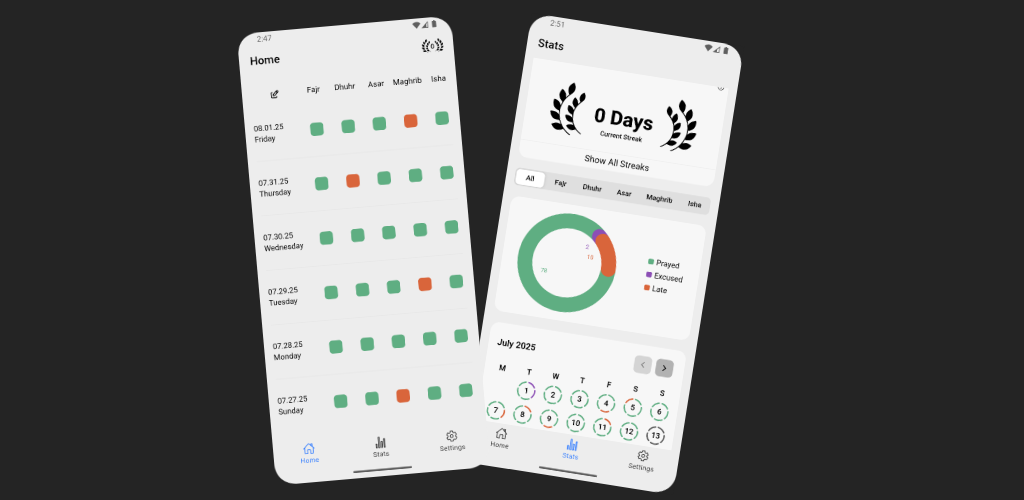 2:47
Home
0
Fajr Dhuhr Asar Maghrib Isha
08.01.25
Friday
07.31.25
Thursday
07.30.25
Wednesday
07.29.25
Tuesday
07.28.25
Monday
07.27.25
Sunday
Home Stats Settings
2:51
Stats
0 Days
Current Streak
Show All Streaks
All Fajr Dhuhr Asar Maghrib Isha
2
78
Prayed
Excused
Late
July 2025
M T W T F S S
1 2 3 4 5 6
7 8 9 10 11 12 13
Home Stats Settings